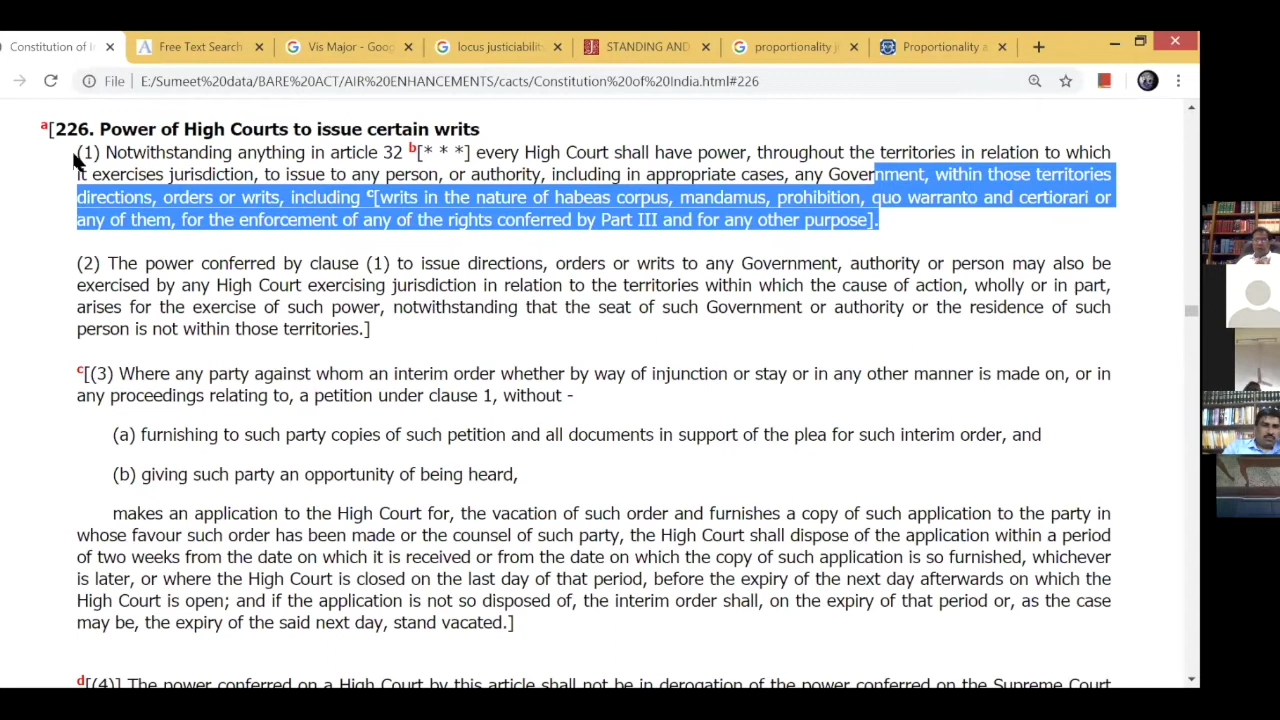 Constitution of I
Free Text Search
Vis Major - Goo
locus justiciabilit
STANDING AND
proportionality ju
Proportionality a
File
E:/Sumeet%20data/BARE%20ACT/AIR%20ENHANCEMENTS/cacts/Constitution%20of%20India.html#226
a[226. Power of High Courts to issue certain writs
(1) Notwithstanding anything in article 32 b[* * *] every High Court shall have power, throughout the territories in relation to which
it exercises jurisdiction, to issue to any person, or authority, including in appropriate cases, any Government, within those territories
directions, orders or writs, including c[writs in the nature of habeas corpus, mandamus, prohibition, quo warranto and certiorari or
any of them, for the enforcement of any of the rights conferred by Part III and for any other purpose].
(2) The power conferred by clause (1) to issue directions, orders or writs to any Government, authority or person may also be
exercised by any High Court exercising jurisdiction in relation to the territories within which the cause of action, wholly or in part,
arises for the exercise of such power, notwithstanding that the seat of such Government or authority or the residence of such
person is not within those territories.]
c[(3) Where any party against whom an interim order whether by way of injunction or stay or in any other manner is made on, or in
any proceedings relating to, a petition under clause 1, without -
(a) furnishing to such party copies of such petition and all documents in support of the plea for such interim order, and
(b) giving such party an opportunity of being heard,
makes an application to the High Court for, the vacation of such order and furnishes a copy of such application to the party in
whose favour such order has been made or the counsel of such party, the High Court shall dispose of the application within a period
of two weeks from the date on which it is received or from the date on which the copy of such application is so furnished, whichever
is later, or where the High Court is closed on the last day of that period, before the expiry of the next day afterwards on which the
High Court is open; and if the application is not so disposed of, the interim order shall, on the expiry of that period or, as the case
may be, the expiry of the said next day, stand vacated.]
d[(4)] The power conferred on a High Court by this article shall not be in derogation of the power conferred on the Supreme Court